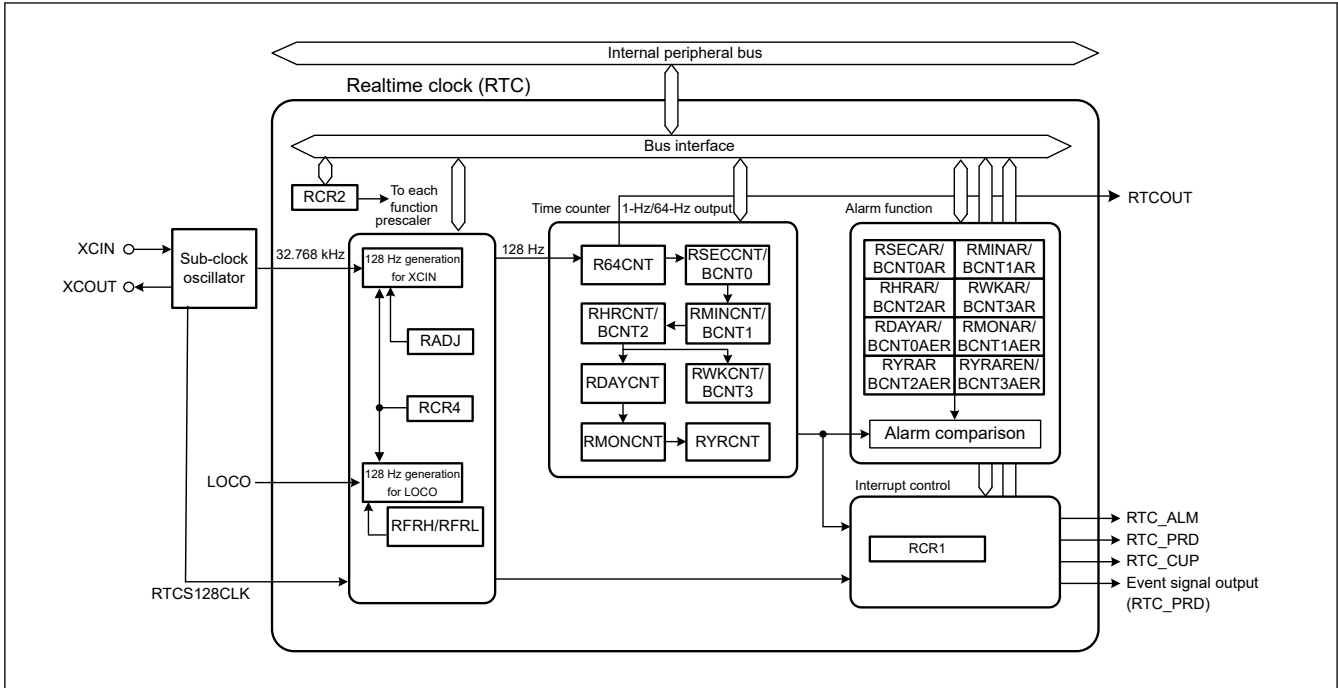 Internal peripheral bus
Realtime clock (RTC)
Bus interface
RCR2
To each
function
prescaler
Time counter
1-Hz/64-Hz output
Alarm function
RTCOUT
XCIN
XCOUT
Sub-clock
oscillator
32.768 kHz
128 Hz generation
for XCIN
RADJ
RCR4
LOCO
128 Hz generation
for LOCO
RFRH/RFRL
RTCS128CLK
128 Hz
R64CNT
RSECCNT/
BCNT0
RHRCNT/
BCNT2
RMINCNT/
BCNT1
RDAYCNT
RWKCNT/
BCNT3
RMONCNT
RYRCNT
RSECAR/
BCNT0AR
RMINAR/
BCNT1AR
RHRAR/
BCNT2AR
RWKAR/
BCNT3AR
RDAYAR/
BCNT0AER
RMONAR/
BCNT1AER
RYRAR
BCNT2AER
RYRAREN/
BCNT3AER
Alarm comparison
Interrupt control
RCR1
RTC_ALM
RTC_PRD
RTC_CUP
Event signal output
(RTC_PRD)